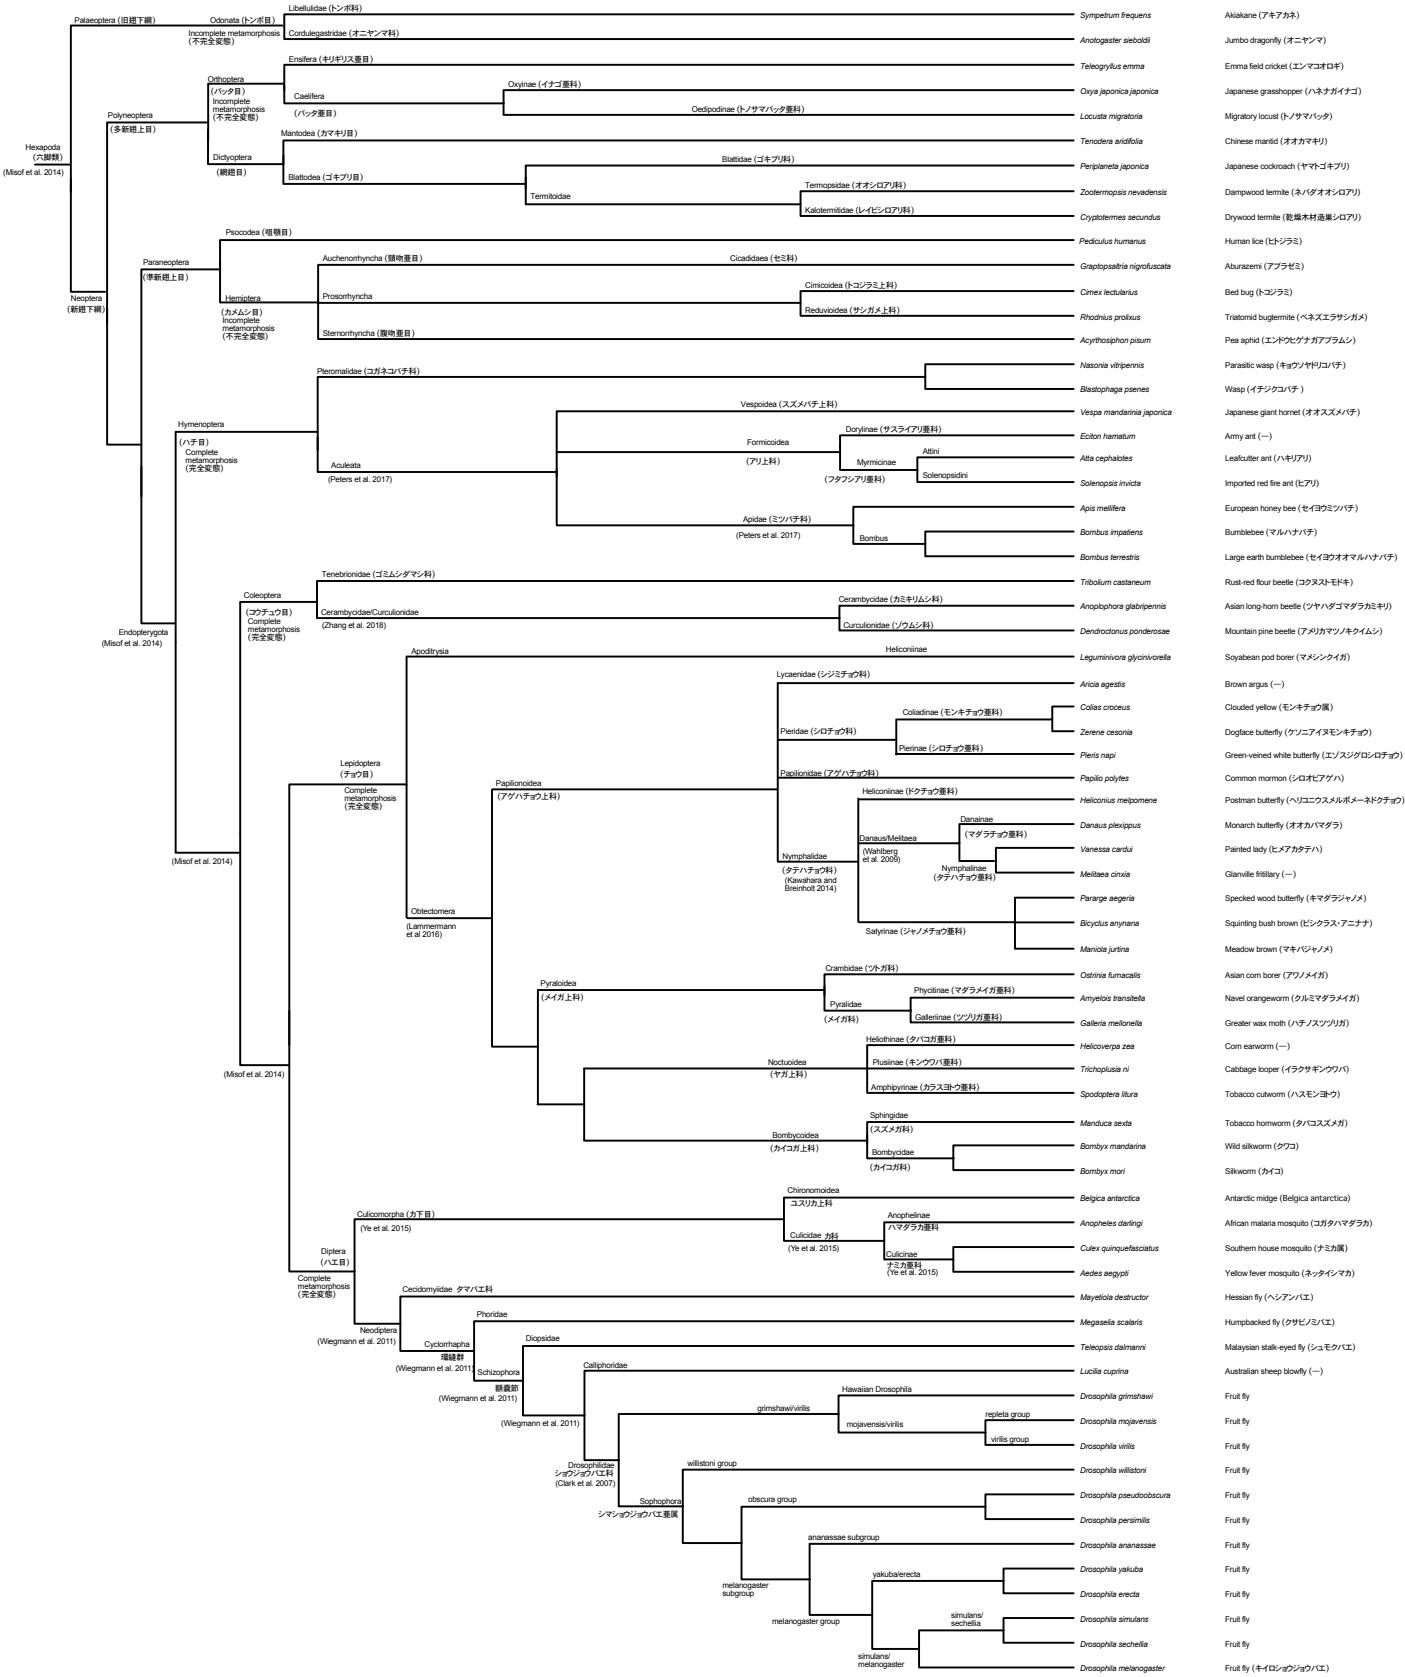 Libellulidae (トンボ科)
Palaeoptera (旧翅下綱)
Odonata (トンボ目)
Sympetrum frequens
Akiakane (アキアカネ)
Incomplete metamorphosis
(不完全変態)
Cordulegastridae (オニヤンマ科)
Anotogaster sieboldii
Jumbo dragonfly (オニヤンマ)
Ensifera (キリギリス亜目)
Teleogryllus emma
Emma field cricket (エンマコオロギ)
Orthoptera
(バッタ目)
Incomplete
metamorphosis
(不完全変態)
Caelifera
(バッタ亜目)
Oxyinae (イナゴ亜科)
Oxya japonica japonica
Japanese grasshopper (ハネナガイナゴ)
Oedipodinae (トノサマバッタ亜科)
Locusta migratoria
Migratory locust (トノサマバッタ)
Polyneoptera
(多新翅上目)
Mantodea (カマキリ目)
Tenodera aridifolia
Chinese mantid (オオカマキリ)
Hexapoda
(六脚類)
(Misof et al. 2014)
Dictyoptera
(網翅目)
Blattodea (ゴキブリ目)
Blattidae (ゴキブリ科)
Periplaneta japonica
Japanese cockroach (ヤマトゴキブリ)
Termitoidae
Termopsidae (オオシロアリ科)
Zootermopsis nevadensis
Dampwood termite (ネバダオオシロアリ)
Kalotermitidae (レイビシロアリ科)
Cryptotermes secundus
Drywood termite (乾燥木材造巣シロアリ)
Psocodea (咀顎目)
Pediculus humanus
Human lice (ヒトジラミ)
Paraneoptera
(準新翅上目)
Auchenorrhyncha (頸吻亜目)
Cicadidaea (セミ科)
Graptopsaltria nigrofuscata
Aburazemi (アブラゼミ)
Neoptera
(新翅下綱)
Hemiptera
(カメムシ目)
Incomplete
metamorphosis
(不完全変態)
Prosorrhyncha
Cimicoidea (トコジラミ上科)
Cimex lectularius
Bed bug (トコジラミ)
Reduvioidea (サシガメ上科)
Rhodnius prolixus
Triatomid bugtermite (ベネズエラサシガメ)
Sternorrhyncha (腹吻亜目)
Acyrthosiphon pisum
Pea aphid (エンドウヒゲナガアブラムシ)
Pteromalidae (コガネコバチ科)
Nasonia vitripennis
Parasitic wasp (キョウソヤドリコバチ)
Blastophaga psenes
Wasp (イチジクコバチ )
Vespoidea (スズメバチ上科)
Vespa mandarinia japonica
Japanese giant hornet (オオスズメバチ)
Hymenoptera
(ハチ目)
Complete
metamorphosis
(完全変態)
Aculeata
(Peters et al. 2017)
Formicoidea
(アリ上科)
Dorylinae (サスライアリ亜科)
Eciton hamatum
Army ant (—)
Myrmicinae
(フタフシアリ亜科)
Attini
Atta cephalotes
Leafcutter ant (ハキリアリ)
Solenopsidini
Solenopsis invicta
Imported red fire ant (ヒアリ)
Apidae (ミツバチ科)
(Peters et al. 2017)
Apis mellifera
European honey bee (セイヨウミツバチ)
Bombus
Bombus impatiens
Bumblebee (マルハナバチ)
Bombus terrestris
Large earth bumblebee (セイヨウオオマルハナバチ)
Tenebrionidae (ゴミムシダマシ科)
Tribolium castaneum
Rust-red flour beetle (コクヌストモドキ)
Coleoptera
(コウチュウ目)
Complete
metamorphosis
(完全変態)
Cerambycidae/Curculionidae
(Zhang et al. 2018)
Cerambycidae (カミキリムシ科)
Anoplophora glabripennis
Asian long-horn beetle (ツヤハダゴマダラカミキリ)
Curculionidae (ゾウムシ科)
Dendroctonus ponderosae
Mountain pine beetle (アメリカマツノキクイムシ)
Endopterygota
(Misof et al. 2014)
Apoditrysia
Heliconiinae
Leguminivora glycinivorella
Soyabean pod borer (マメシンクイガ)
Lycaenidae (シジミチョウ科)
Aricia agestis
Brown argus (—)
Pieridae (シロチョウ科)
Coliadinae (モンキチョウ亜科)
Colias croceus
Clouded yellow (モンキチョウ属)
Zerene cesonia
Dogface butterfly (ケソニアイヌモンキチョウ)
Pierinae (シロチョウ亜科)
Pieris napi
Green-veined white butterfly (エゾスジグロシロチョウ)
Lepidoptera
(チョウ目)
Complete
metamorphosis
(完全変態)
Papilionoidea
(アゲハチョウ上科)
Papilionidae (アゲハチョウ科)
Papilio polytes
Common mormon (シロオビアゲハ)
Heliconiinae (ドクチョウ亜科)
Heliconius melpomene
Postman butterfly (ヘリコニウスメルポメーネドクチョウ)
Danaus/Melitaea
(Wahlberg
et al. 2009)
Danainae
(マダラチョウ亜科)
Danaus plexippus
Monarch butterfly (オオカバマダラ)
Nymphalidae
(タテハチョウ科)
(Kawahara and
Breinholt 2014)
Nymphalinae
(タテハチョウ亜科)
Vanessa cardui
Painted lady (ヒメアカタテハ)
Melitaea cinxia
Glanville fritillary (—)
(Misof et al. 2014)
Obtectomera
(Lammermann
et al 2016)
Satyrinae (ジャノメチョウ亜科)
Pararge aegeria
Specked wood butterfly (キマダラジャノメ)
Bicyclus anynana
Squinting bush brown (ビシクラス・アニナナ)
Maniola jurtina
Meadow brown (マキバジャノメ)
Pyraloidea
(メイガ上科)
Crambidae (ツトガ科)
Ostrinia furnacalis
Asian corn borer (アワノメイガ)
Pyralidae
(メイガ科)
Phycitinae (マダラメイガ亜科)
Amyelois transitella
Navel orangeworm (クルミマダラメイガ)
Galleriinae (ツヅリガ亜科)
Galleria mellonella
Greater wax moth (ハチノスツヅリガ)
Noctuoidea
(ヤガ上科)
Heliothinae (タバコガ亜科)
Helicoverpa zea
Corn earworm (—)
Plusiinae (キンウワバ亜科)
Trichoplusia ni
Cabbage looper (イラクサギンウワバ)
(Misof et al. 2014)
Amphipyrinae (カラスヨトウ亜科)
Spodoptera litura
Tobacco cutworm (ハスモンヨトウ)
Bombycoidea
(カイコガ上科)
Sphingidae
(スズメガ科)
Manduca sexta
Tobacco hornworm (タバコスズメガ)
Bombycidae
(カイコガ科)
Bombyx mandarina
Wild silkworm (クワコ)
Bombyx mori
Silkworm (カイコ)
Chironomoidea
ユスリカ上科
Belgica antarctica
Antarctic midge (Belgica antarctica)
Culicomorpha (カ下目)
(Ye et al. 2015)
Culicidae カ科
(Ye et al. 2015)
Anophelinae
ハマダラカ亜科
Anopheles darlingi
African malaria mosquito (コガタハマダラカ)
Culicinae
ナミカ亜科
(Ye et al. 2015)
Culex quinquefasciatus
Southern house mosquito (ナミカ属)
Aedes aegypti
Yellow fever mosquito (ネッタイシマカ)
Diptera
(ハエ目)
Complete
metamorphosis
(完全変態)
Cecidomyiidae タマバエ科
Mayetiola destructor
Hessian fly (ヘシアンバエ)
Neodiptera
(Wiegmann et al. 2011)
Phoridae
Megaselia scalaris
Humpbacked fly (クサビノミバエ)
Cyclorrhapha
環縫群
(Wiegmann et al. 2011)
Diopsidae
Teleopsis dalmanni
Malaysian stalk-eyed fly (シュモクバエ)
Schizophora
額嚢節
(Wiegmann et al. 2011)
Calliphoridae
Lucilia cuprina
Australian sheep blowfly (—)
(Wiegmann et al. 2011)
grimshawi/virilis
Hawaiian Drosophila
Drosophila grimshawi
Fruit fly
mojavensis/virilis
repleta group
Drosophila mojavensis
Fruit fly
virilis group
Drosophila virilis
Fruit fly
Drosophilidae
ショウジョウバエ科
(Clark et al. 2007)
willistoni group
Drosophila willistoni
Fruit fly
Sophophora
シマショウジョウバエ亜属
obscura group
Drosophila pseudoobscura
Fruit fly
Drosophila persimilis
Fruit fly
ananassae subgroup
Drosophila ananassae
Fruit fly
melanogaster
subgroup
yakuba/erecta
Drosophila yakuba
Fruit fly
Drosophila erecta
Fruit fly
melanogaster group
simulans/
sechellia
Drosophila simulans
Fruit fly
Drosophila sechellia
Fruit fly
simulans/
melanogaster
Drosophila melanogaster
Fruit fly (キイロショウジョウバエ)